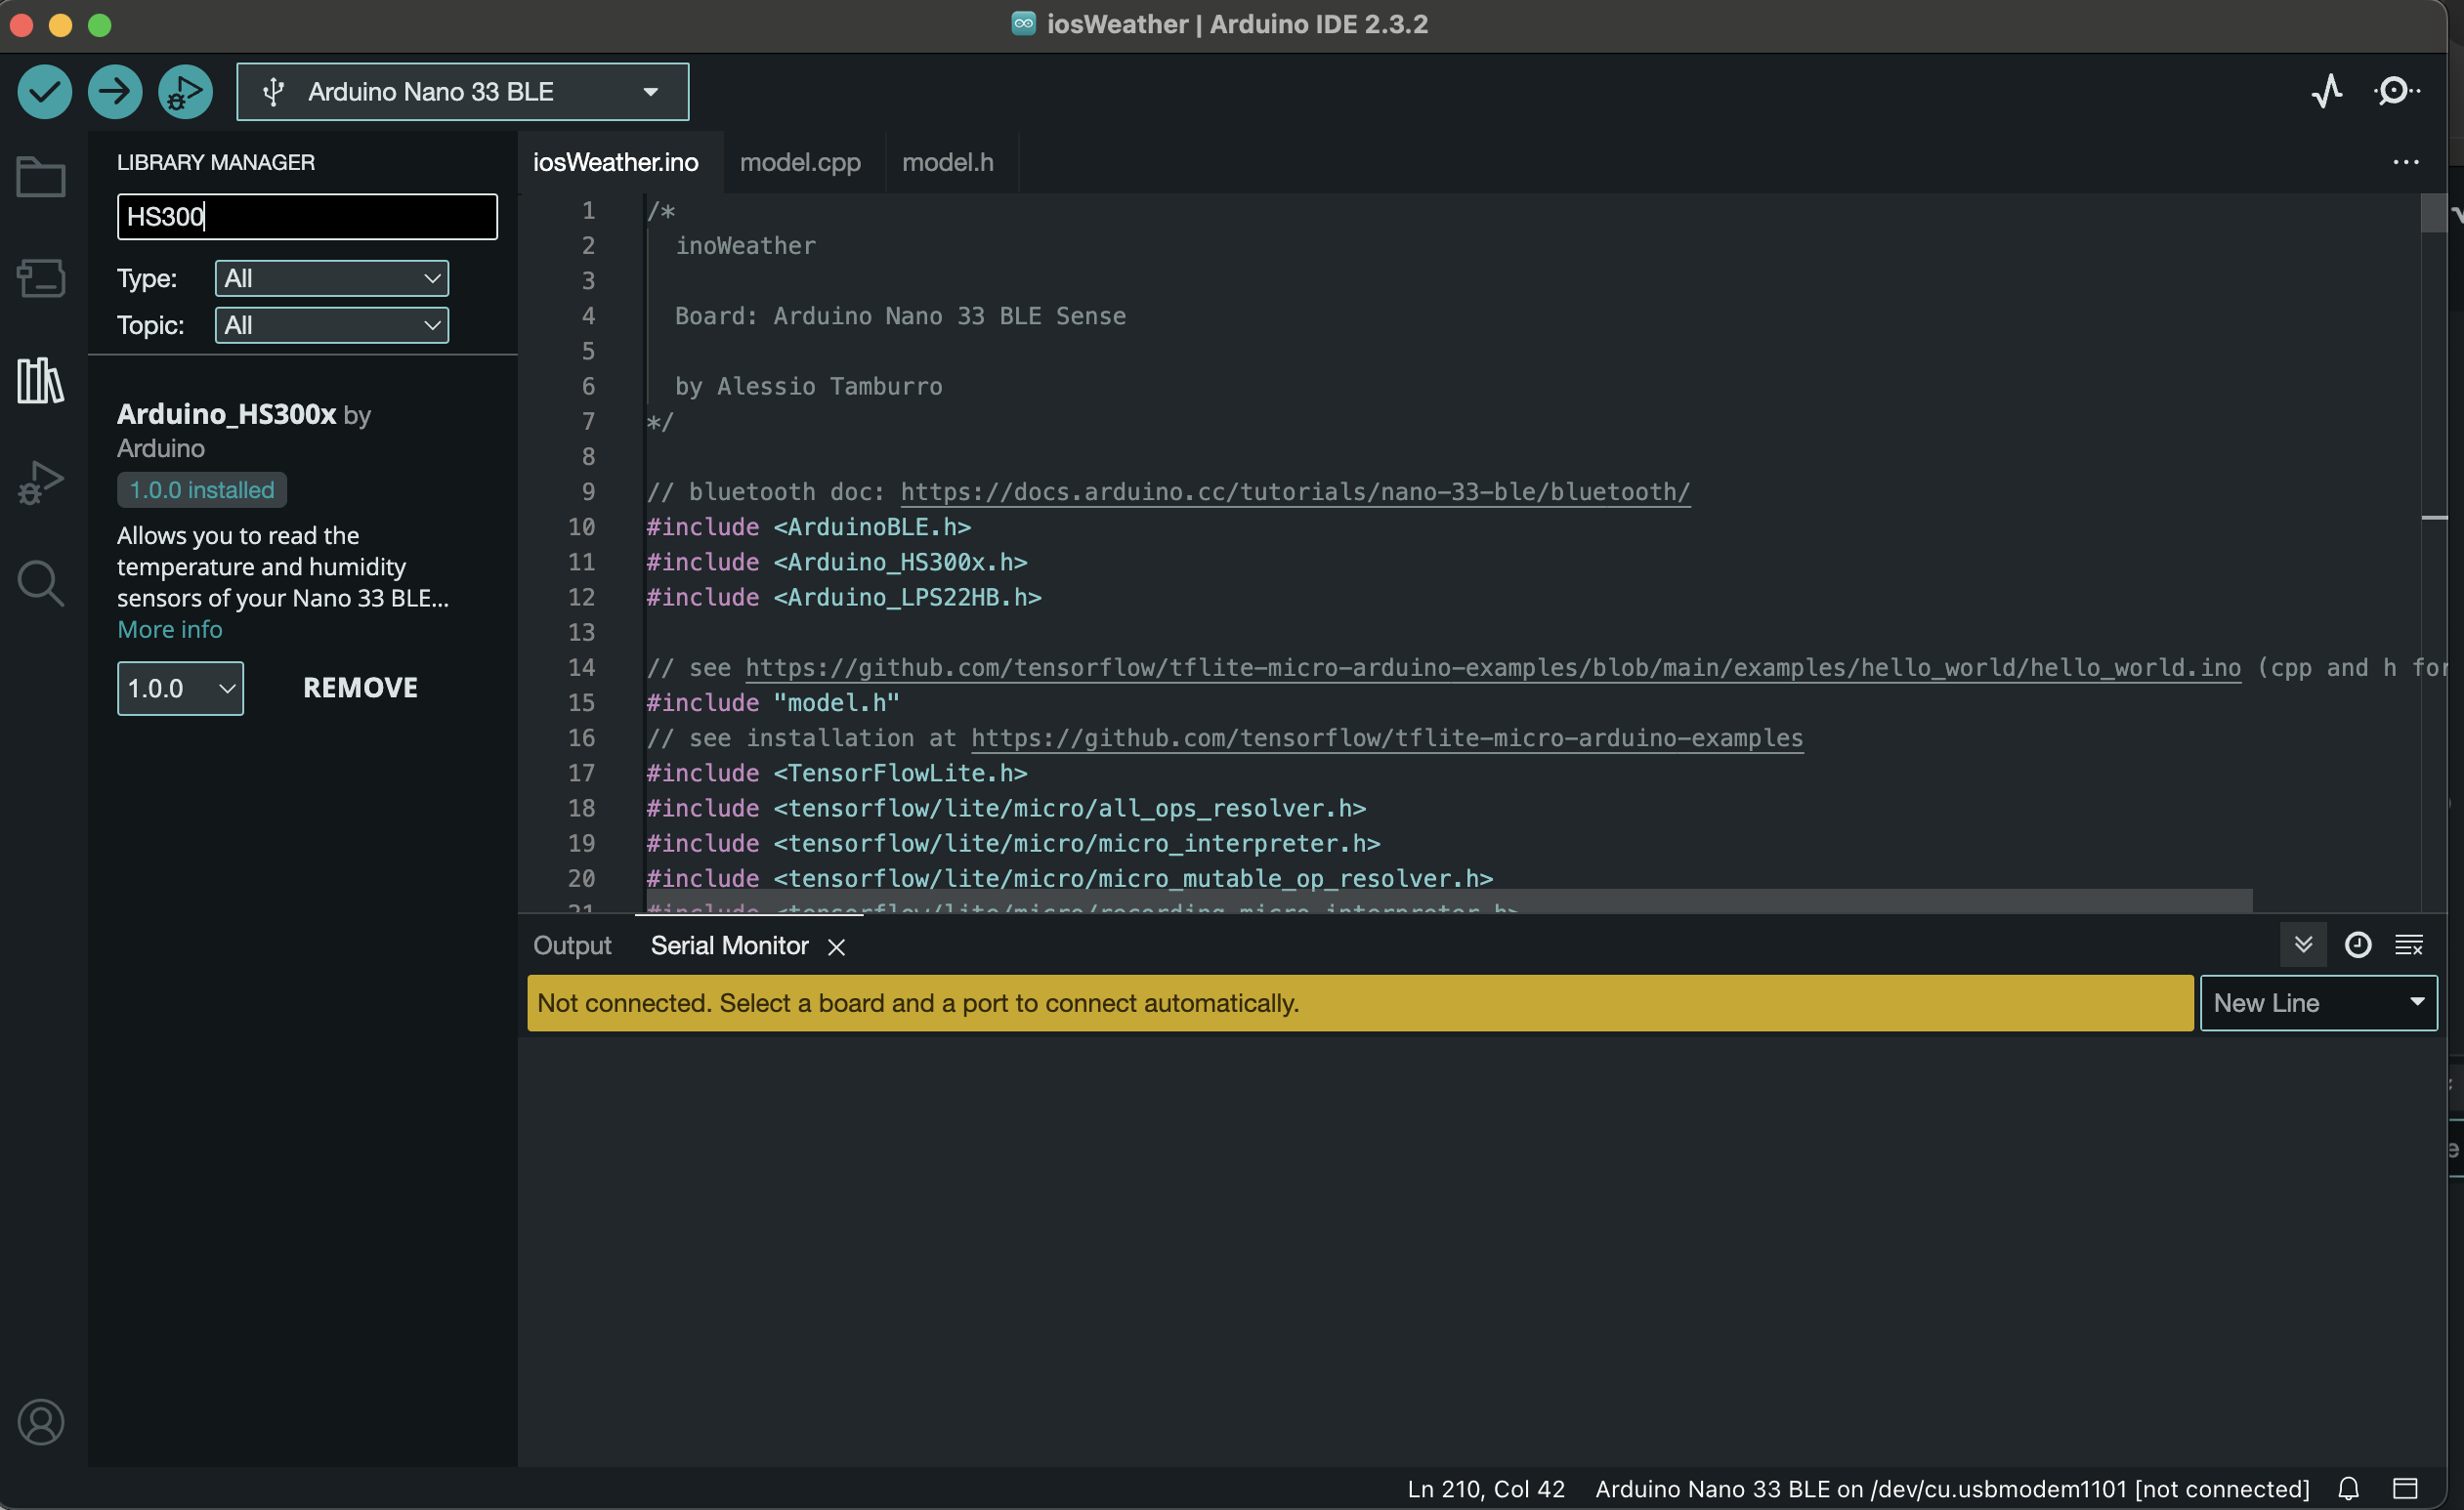 iosWeather | Arduino IDE 2.3.2
Arduino Nano 33 BLE
LIBRARY MANAGER
HS300
Type: All
Topic: All
Arduino_HS300x by
Arduino
1.0.0 installed
Allows you to read the
temperature and humidity
sensors of your Nano 33 BLE...
More info
1.0.0 REMOVE
iosWeather.ino model.cpp model.h
1 /*
2 inoWeather
3
4 Board: Arduino Nano 33 BLE Sense
5
6 by Alessio Tamburro
7 */
8
9 // bluetooth doc: https://docs.arduino.cc/tutorials/nano-33-ble/bluetooth/
10 #include <ArduinoBLE.h>
11 #include <Arduino_HS300x.h>
12 #include <Arduino_LPS22HB.h>
13
14 // see https://github.com/tensorflow/tflite-micro-arduino-examples/blob/main/examples/hello_world/hello_world.ino (cpp and h for
15 #include "model.h"
16 // see installation at https://github.com/tensorflow/tflite-micro-arduino-examples
17 #include <TensorFlowLite.h>
18 #include <tensorflow/lite/micro/all_ops_resolver.h>
19 #include <tensorflow/lite/micro/micro_interpreter.h>
20 #include <tensorflow/lite/micro/micro_mutable_op_resolver.h>
21 #include <tensorflow/lite/micro/recording_micro_interpreter.h>
Output Serial Monitor
Not connected. Select a board and a port to connect automatically.
New Line
Ln 210, Col 42 Arduino Nano 33 BLE on /dev/cu.usbmodem1101 [not connected]